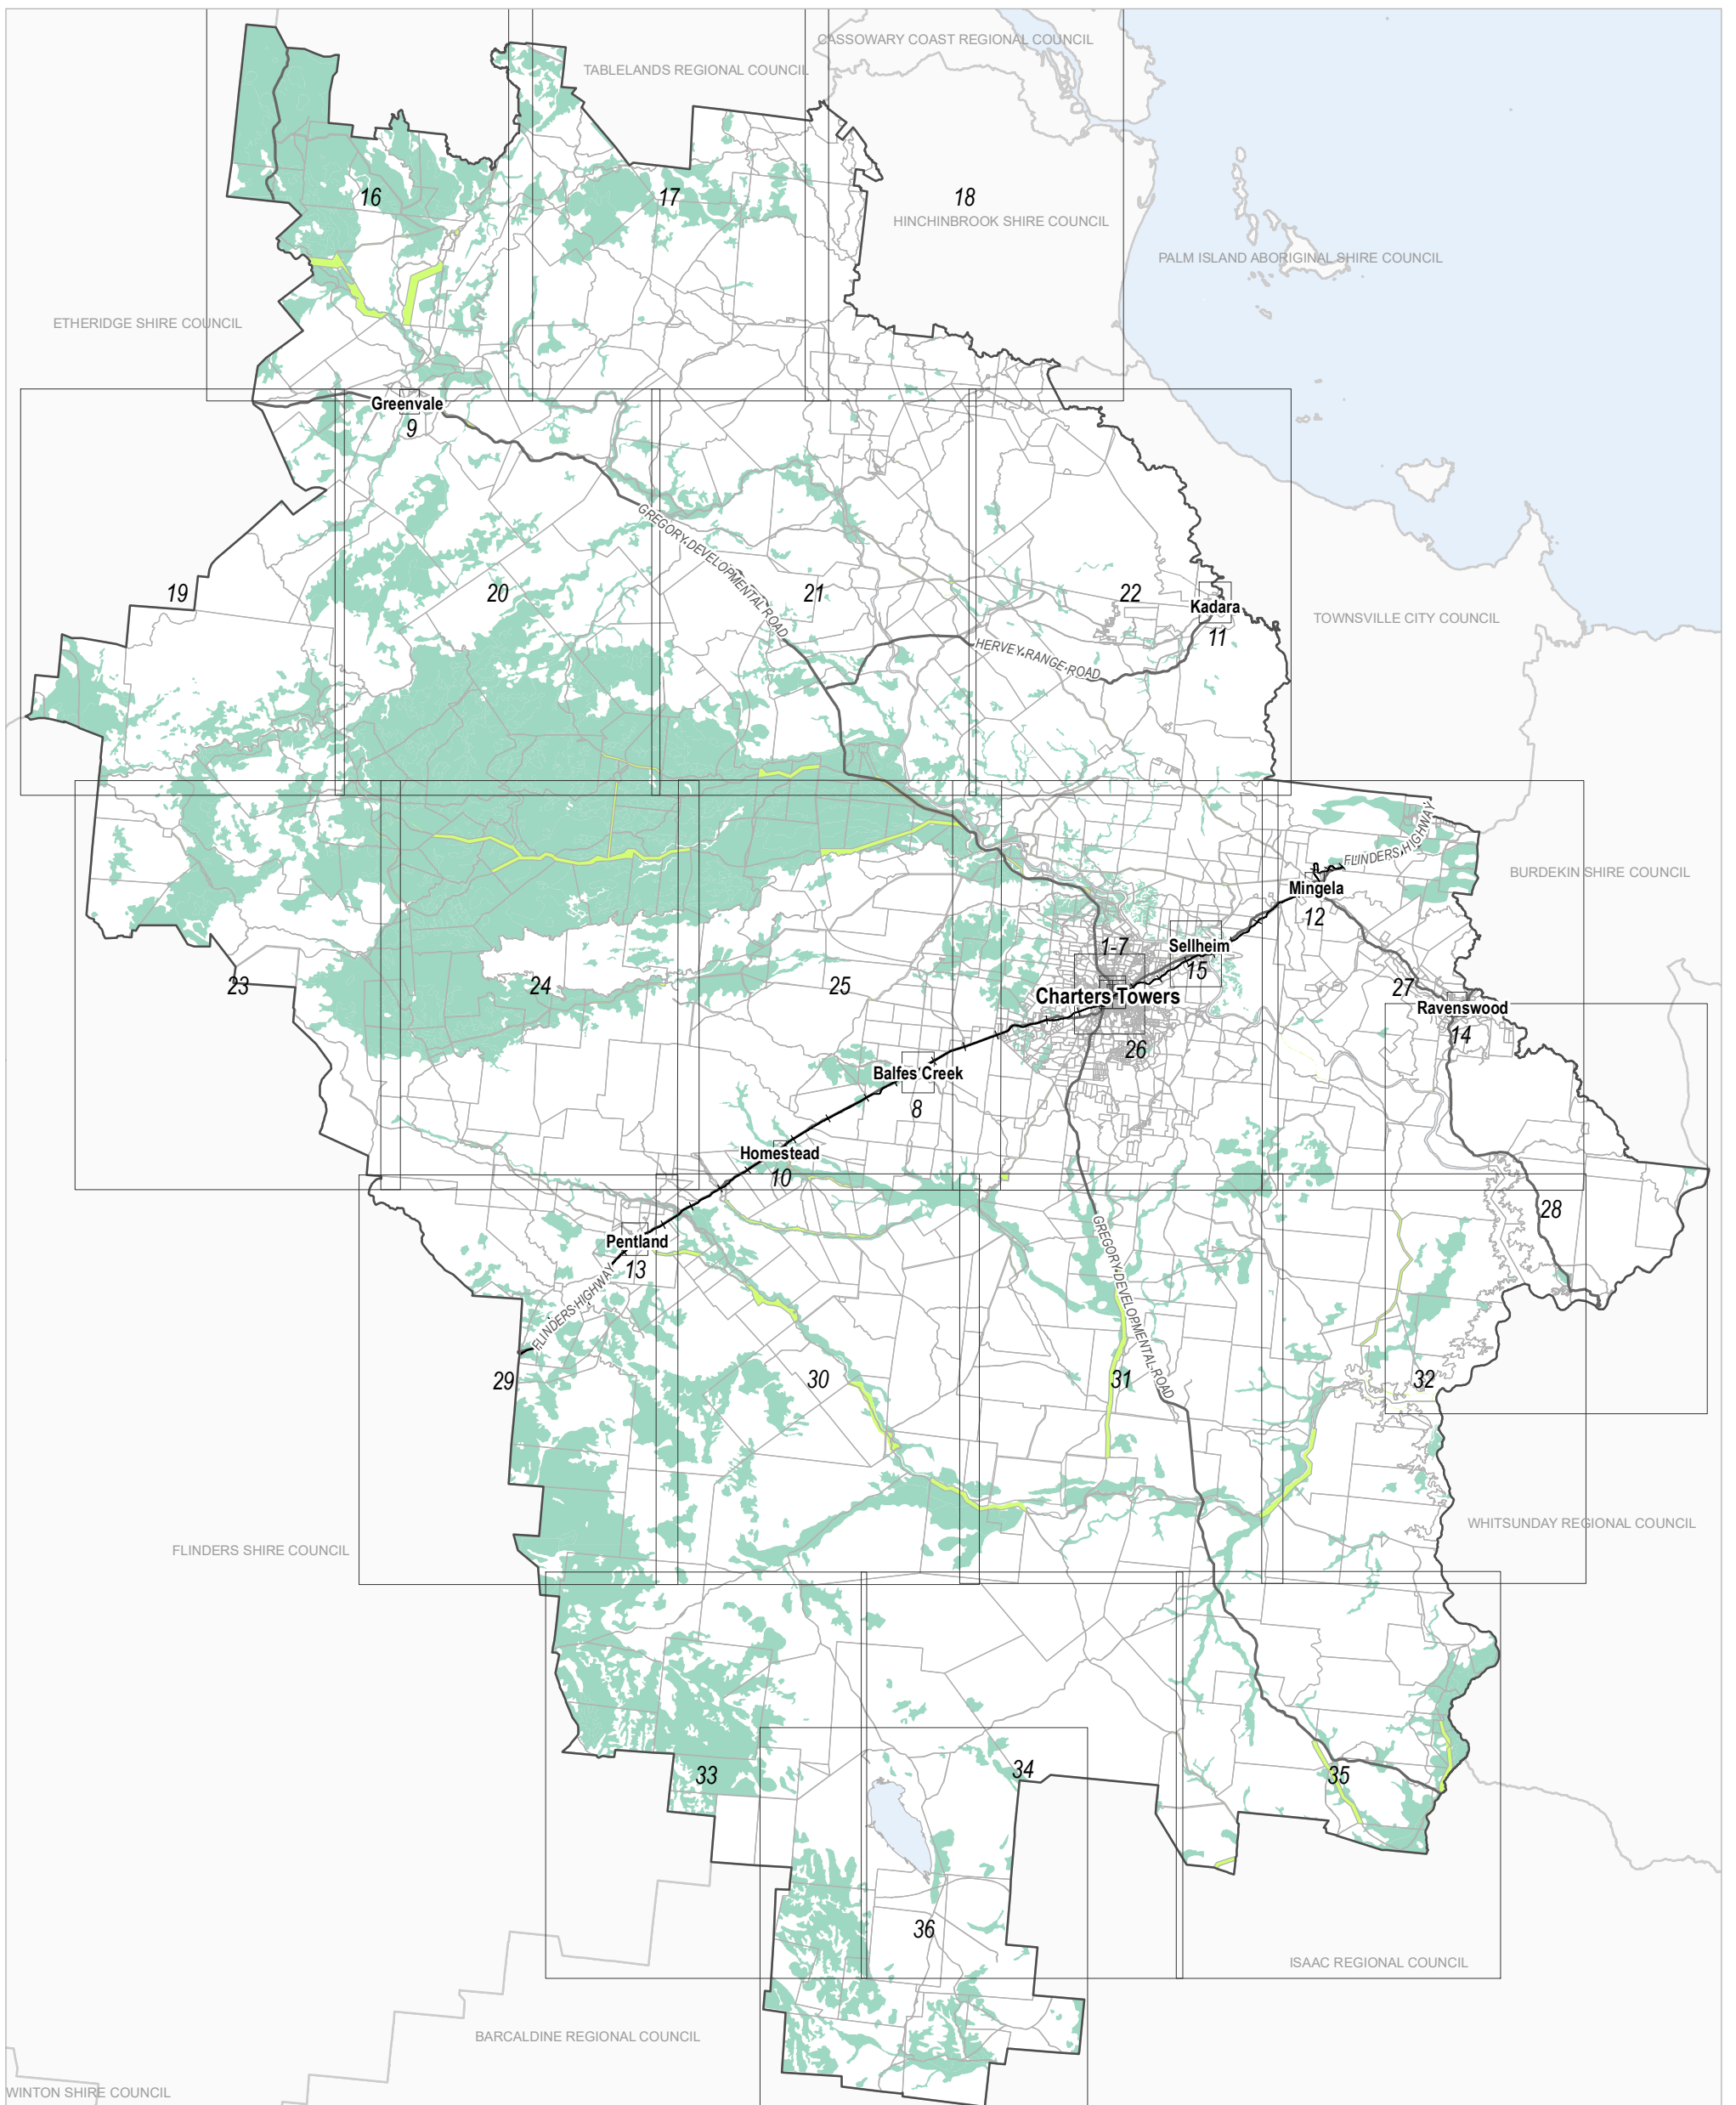 CASSOWARY COAST REGIONAL COUNCIL
TABLELANDS REGIONAL COUNCIL
16
17
18
HINCHINBROOK SHIRE COUNCIL
PALM ISLAND ABORIGINAL SHIRE COUNCIL
ETHERIDGE SHIRE COUNCIL
Greenvale
9
GREGORY DEVELOPMENTAL ROAD
19
20
21
22
Kadara
11
TOWNSVILLE CITY COUNCIL
HERVEY RANGE ROAD
FLINDERS HIGHWAY
BURDEKIN SHIRE COUNCIL
Mingela
12
1-7
Sellheim
15
23
24
25
Charters Towers
26
27
Ravenswood
14
Balfes Creek
8
Homestead
10
28
Pentland
13
FLINDERS HIGHWAY
GREGORY DEVELOPMENTAL ROAD
29
30
31
32
WHITSUNDAY REGIONAL COUNCIL
FLINDERS SHIRE COUNCIL
33
34
35
36
ISAAC REGIONAL COUNCIL
BARCALDINE REGIONAL COUNCIL
WINTON SHIRE COUNCIL